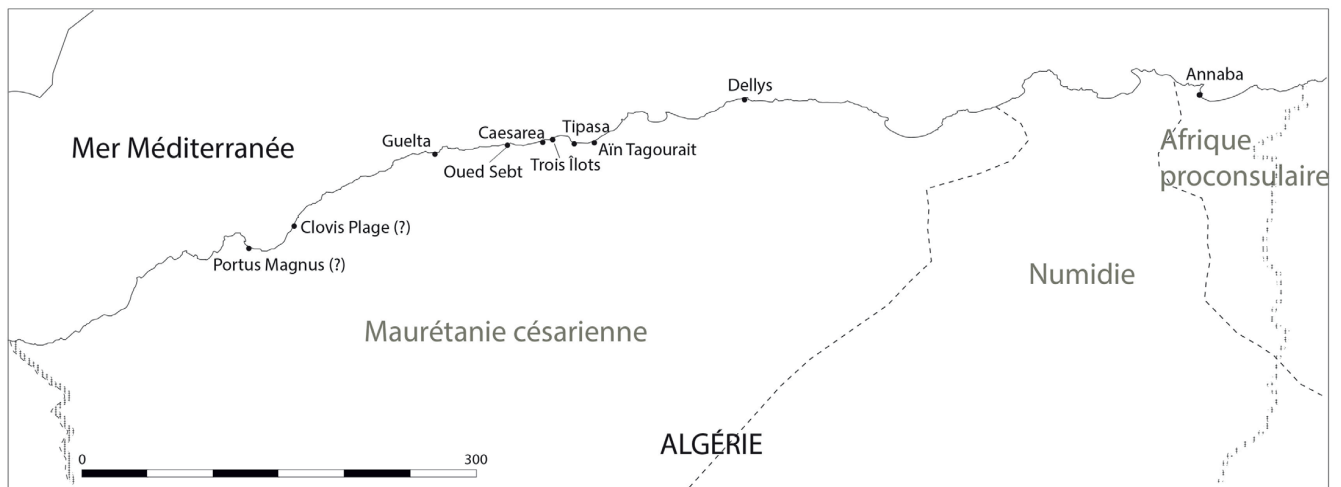 Annaba
Dellys
Mer Méditerranée
Guelta
Caesarea
Tipasa
Oued Sebt
Trois Îlots
Aïn Tagourait
Afrique
proconsulaire
Clovis Plage (?)
Portus Magnus (?)
Numidie
Maurétanie césarienne
ALGÉRIE
0
300